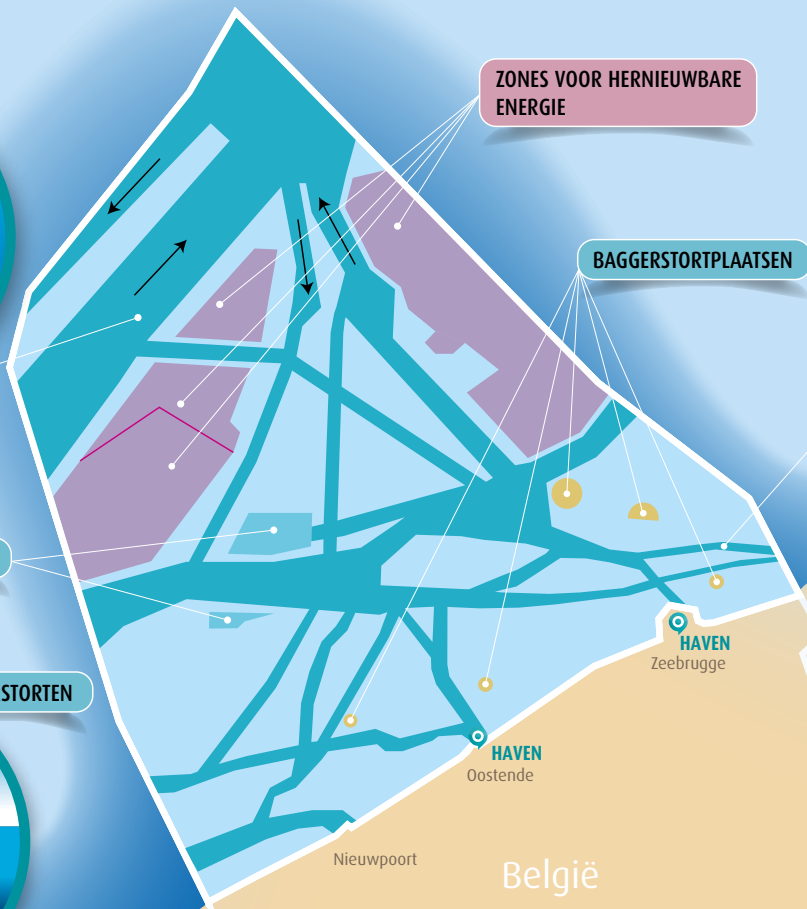 ZONES VOOR HERNIEUWBARE
ENERGIE
BAGGERSTORTPLAATSEN
HAVEN
Zeebrugge
STORTEN
HAVEN
Oostende
Nieuwpoort
België